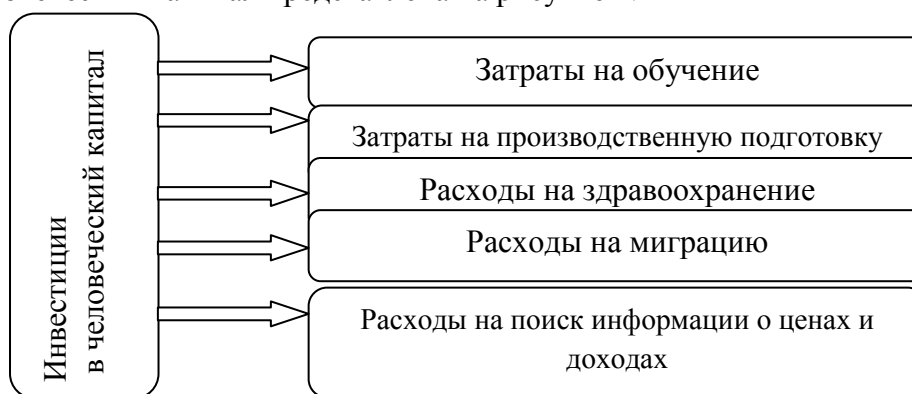 Инвестиции
в человеческий капитал
Затраты на обучение
Затраты на производственную подготовку
Расходы на здравоохранение
Расходы на миграцию
Расходы на поиск информации о ценах и
доходах